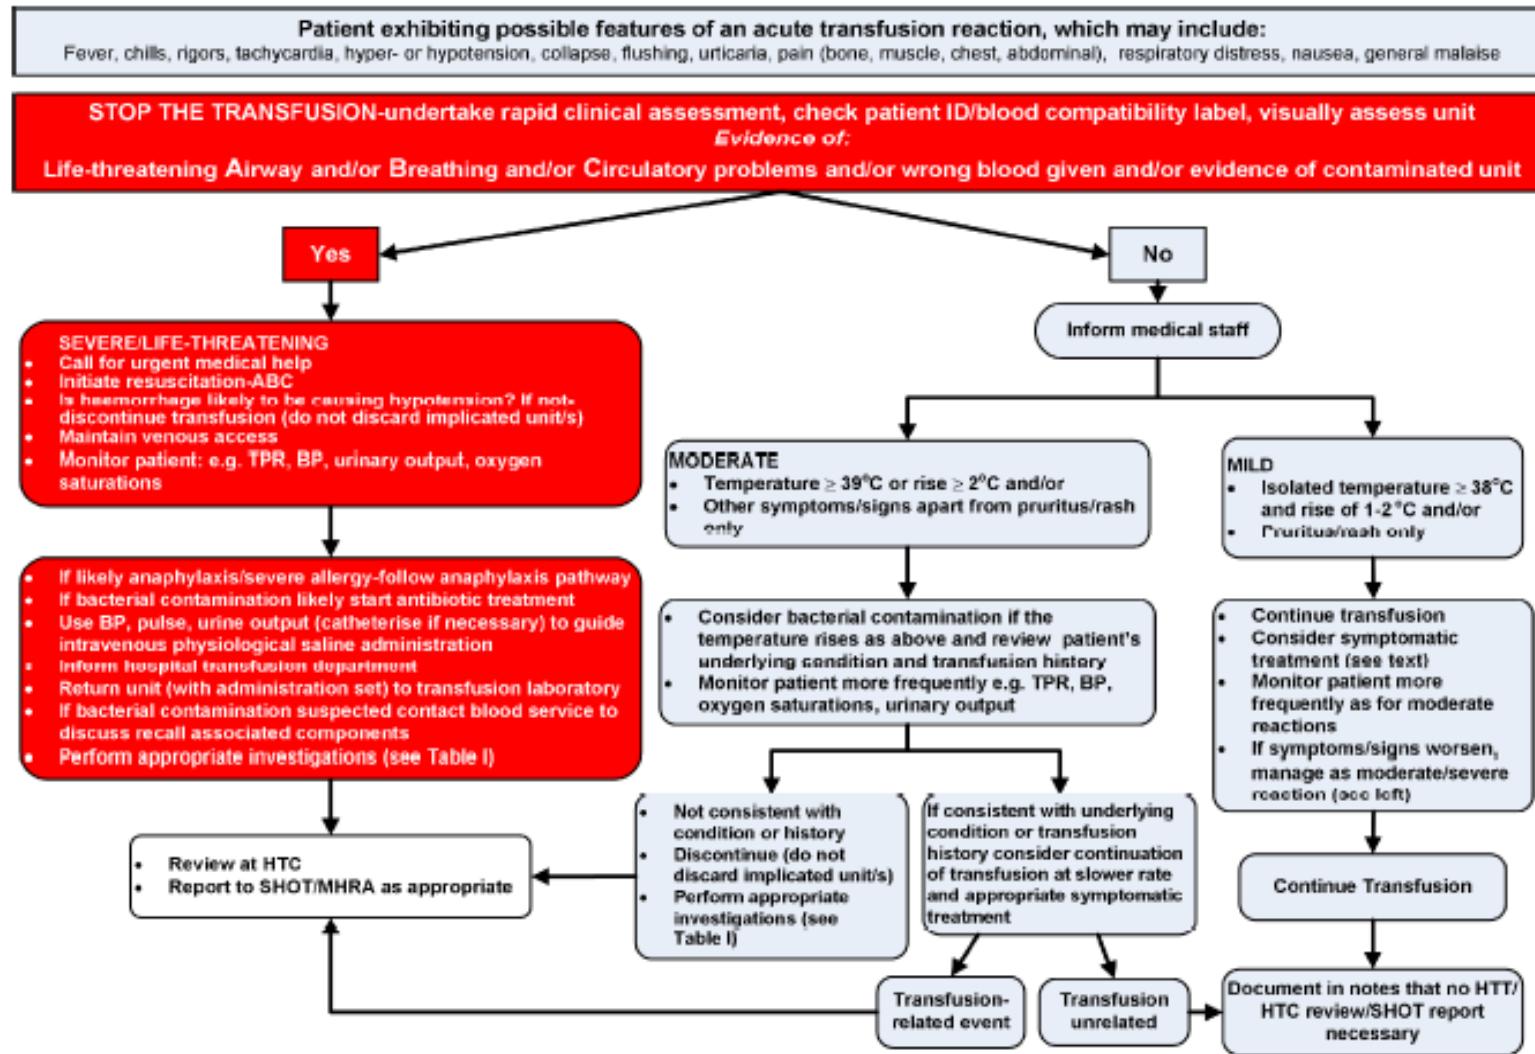 Patient exhibiting possible features of an acute transfusion reaction, which may include:
Fever, chills, rigors, tachycardia, hyper- or hypotension, collapse, flushing, urticaria, pain (bone, muscle, chest, abdominal), respiratory distress, nausea, general malaise
STOP THE TRANSFUSION-undertake rapid clinical assessment, check patient ID/blood compatibility label, visually assess unit
Evidence of:
Life-threatening Airway and/or Breathing and/or Circulatory problems and/or wrong blood given and/or evidence of contaminated unit
Yes
No
SEVERE/LIFE-THREATENING
• Call for urgent medical help
• Initiate resuscitation-ABC
• Is haemorrhage likely to be causing hypotension? If not-
discontinue transfusion (do not discard implicated unit/s)
• Maintain venous access
• Monitor patient: e.g. TPR, BP, urinary output, oxygen
saturations
Inform medical staff
MODERATE
• Temperature ≥ 39°C or rise ≥ 2°C and/or
• Other symptoms/signs apart from pruritus/rash
only
MILD
• Isolated temperature ≥ 38°C
and rise of 1-2°C and/or
• Pruritus/rash only
• If likely anaphylaxis/severe allergy-follow anaphylaxis pathway
• If bacterial contamination likely start antibiotic treatment
• Use BP, pulse, urine output (catheterise if necessary) to guide
intravenous physiological saline administration
• Inform hospital transfusion department
• Return unit (with administration set) to transfusion laboratory
• If bacterial contamination suspected contact blood service to
discuss recall associated components
• Perform appropriate investigations (see Table I)
• Consider bacterial contamination if the
temperature rises as above and review patient's
underlying condition and transfusion history
• Monitor patient more frequently e.g. TPR, BP,
oxygen saturations, urinary output
• Continue transfusion
• Consider symptomatic
treatment (see text)
• Monitor patient more
frequently as for moderate
reactions
• If symptoms/signs worsen,
manage as moderate/severe
reaction (see left)
• Review at HTC
• Report to SHOT/MHRA as appropriate
• Not consistent with
condition or history
• Discontinue (do not
discard implicated unit/s)
• Perform appropriate
investigations (see
Table I)
If consistent with underlying
condition or transfusion
history consider continuation
of transfusion at slower rate
and appropriate symptomatic
treatment
Continue Transfusion
Transfusion-
related event
Transfusion
unrelated
Document in notes that no HTT/
HTC review/SHOT report
necessary